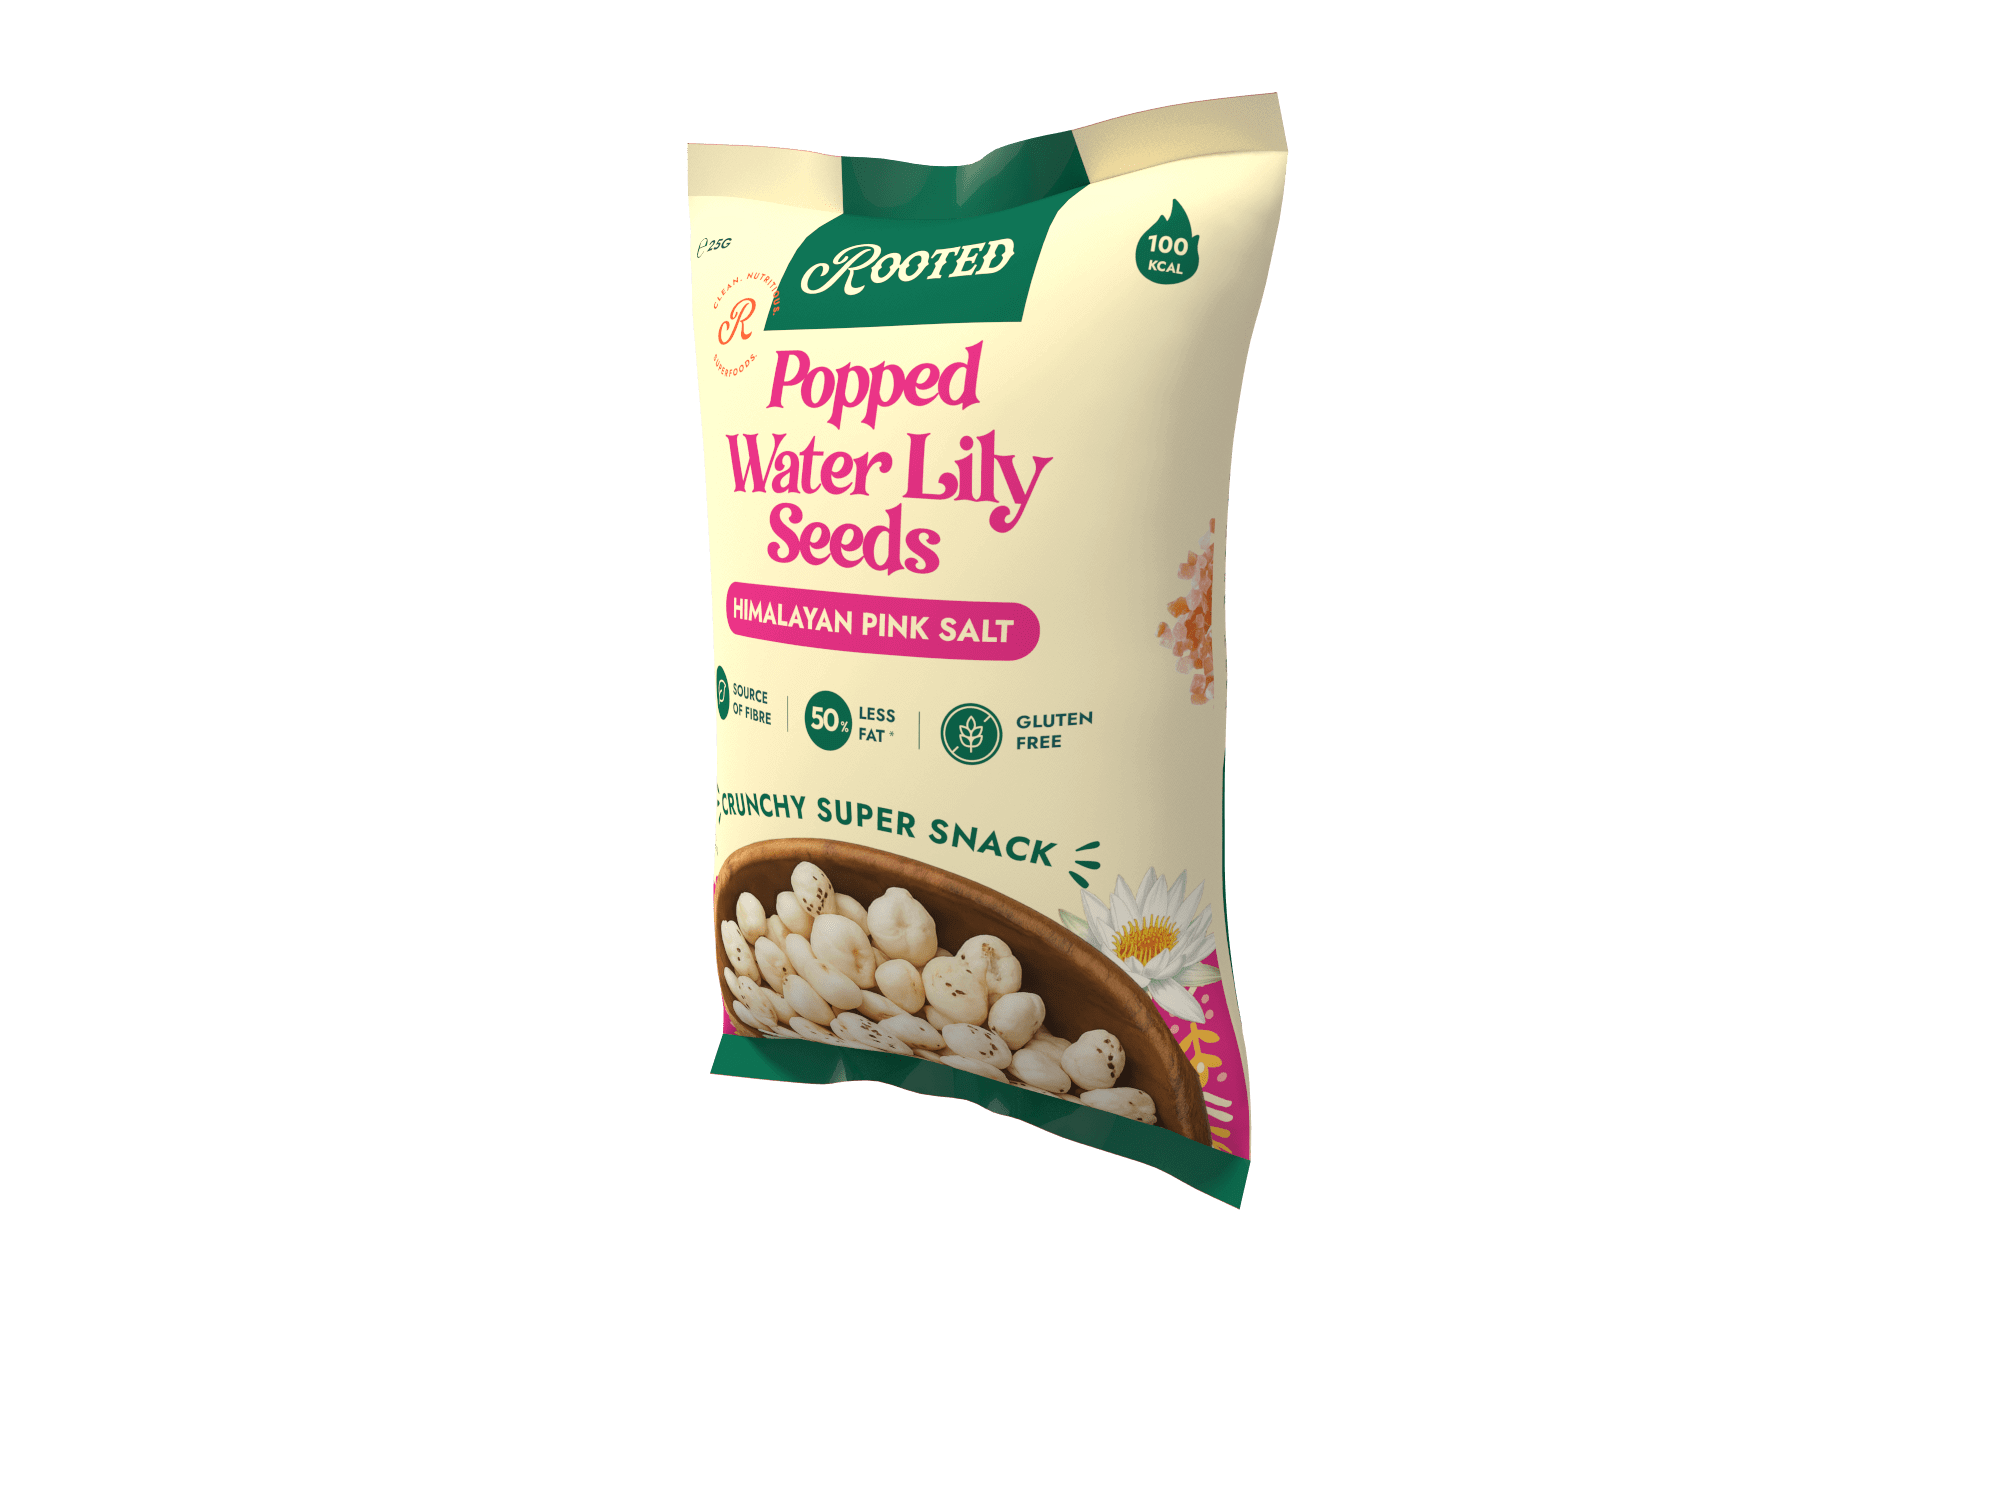 ROOTED
℮ 25G
100
KCAL
CLEAN. NUTRITIOUS.
R
SUPERFOODS.
Popped
Water Lily
Seeds
HIMALAYAN PINK SALT
SOURCE
OF FIBRE
50%
LESS
FAT*
GLUTEN
FREE
CRUNCHY SUPER SNACK